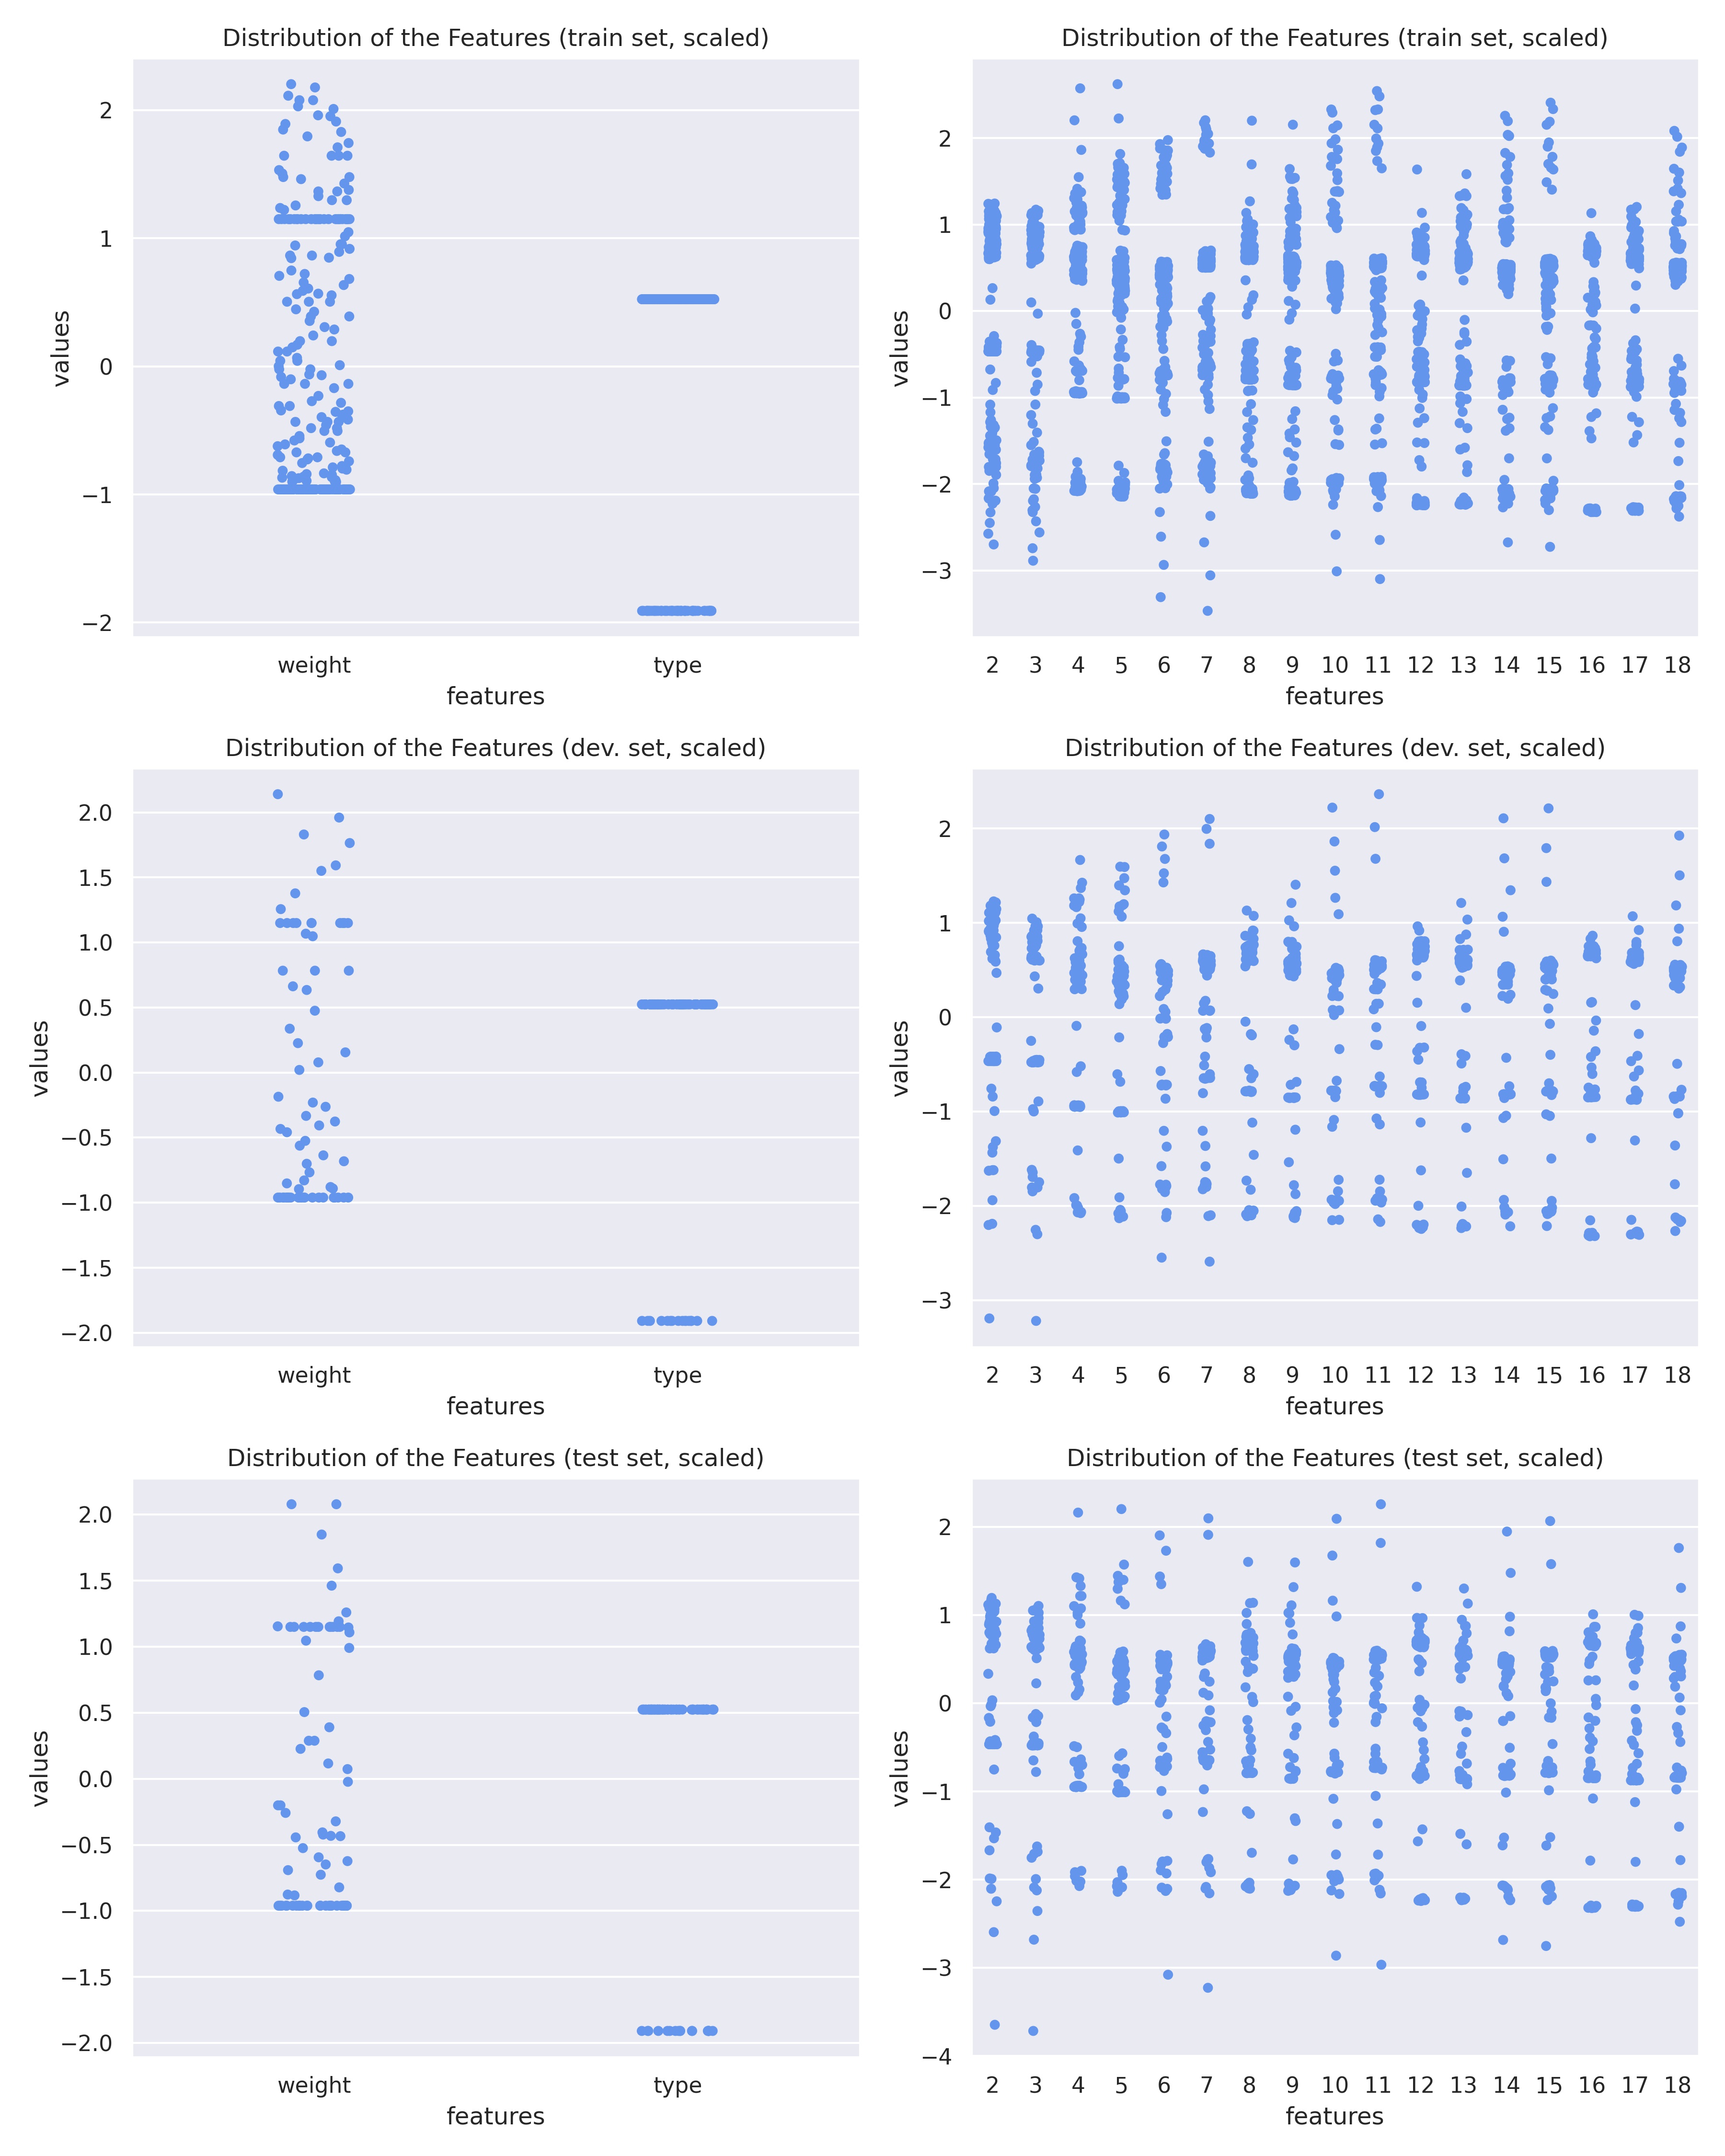 Distribution of the Features (train set, scaled)
values
2
1
0
−1
−2
weight type
features
Distribution of the Features (train set, scaled)
values
2
1
0
−1
−2
−3
2 3 4 5 6 7 8 9 10 11 12 13 14 15 16 17 18
features
Distribution of the Features (dev. set, scaled)
values
2.0
1.5
1.0
0.5
0.0
−0.5
−1.0
−1.5
−2.0
weight type
features
Distribution of the Features (dev. set, scaled)
values
2
1
0
−1
−2
−3
2 3 4 5 6 7 8 9 10 11 12 13 14 15 16 17 18
features
Distribution of the Features (test set, scaled)
values
2.0
1.5
1.0
0.5
0.0
−0.5
−1.0
−1.5
−2.0
weight type
features
Distribution of the Features (test set, scaled)
values
2
1
0
−1
−2
−3
−4
2 3 4 5 6 7 8 9 10 11 12 13 14 15 16 17 18
features